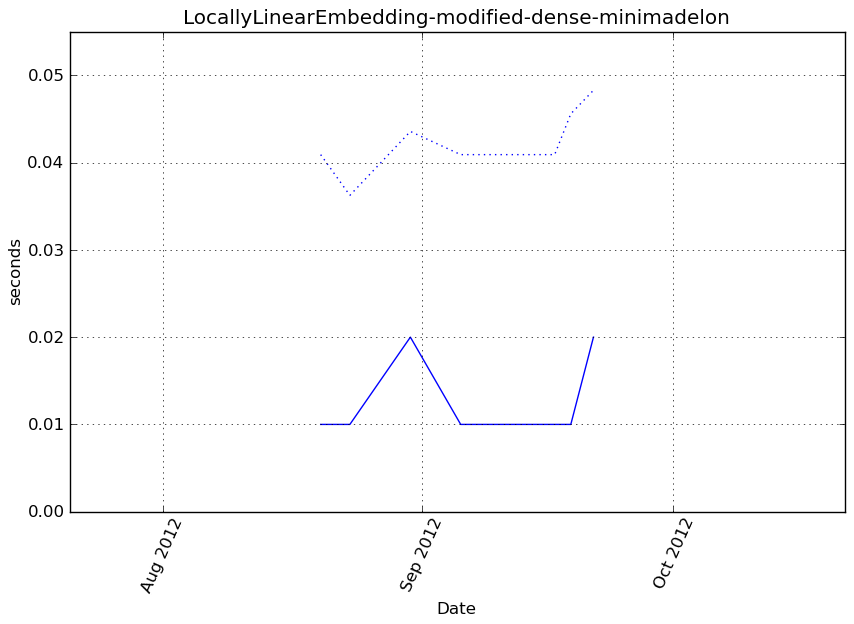 LocallyLinearEmbedding-modified-dense-minimadelon
0.05
0.04
0.03
0.02
0.01
0.00
seconds
Aug 2012
Sep 2012
Oct 2012
Date